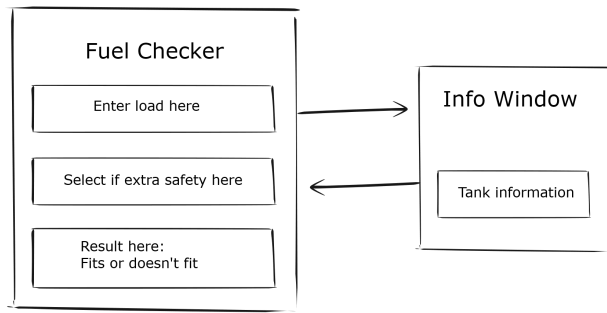 Fuel Checker
Enter load here
Select if extra safety here
Result here:
Fits or doesn't fit
Info Window
Tank information